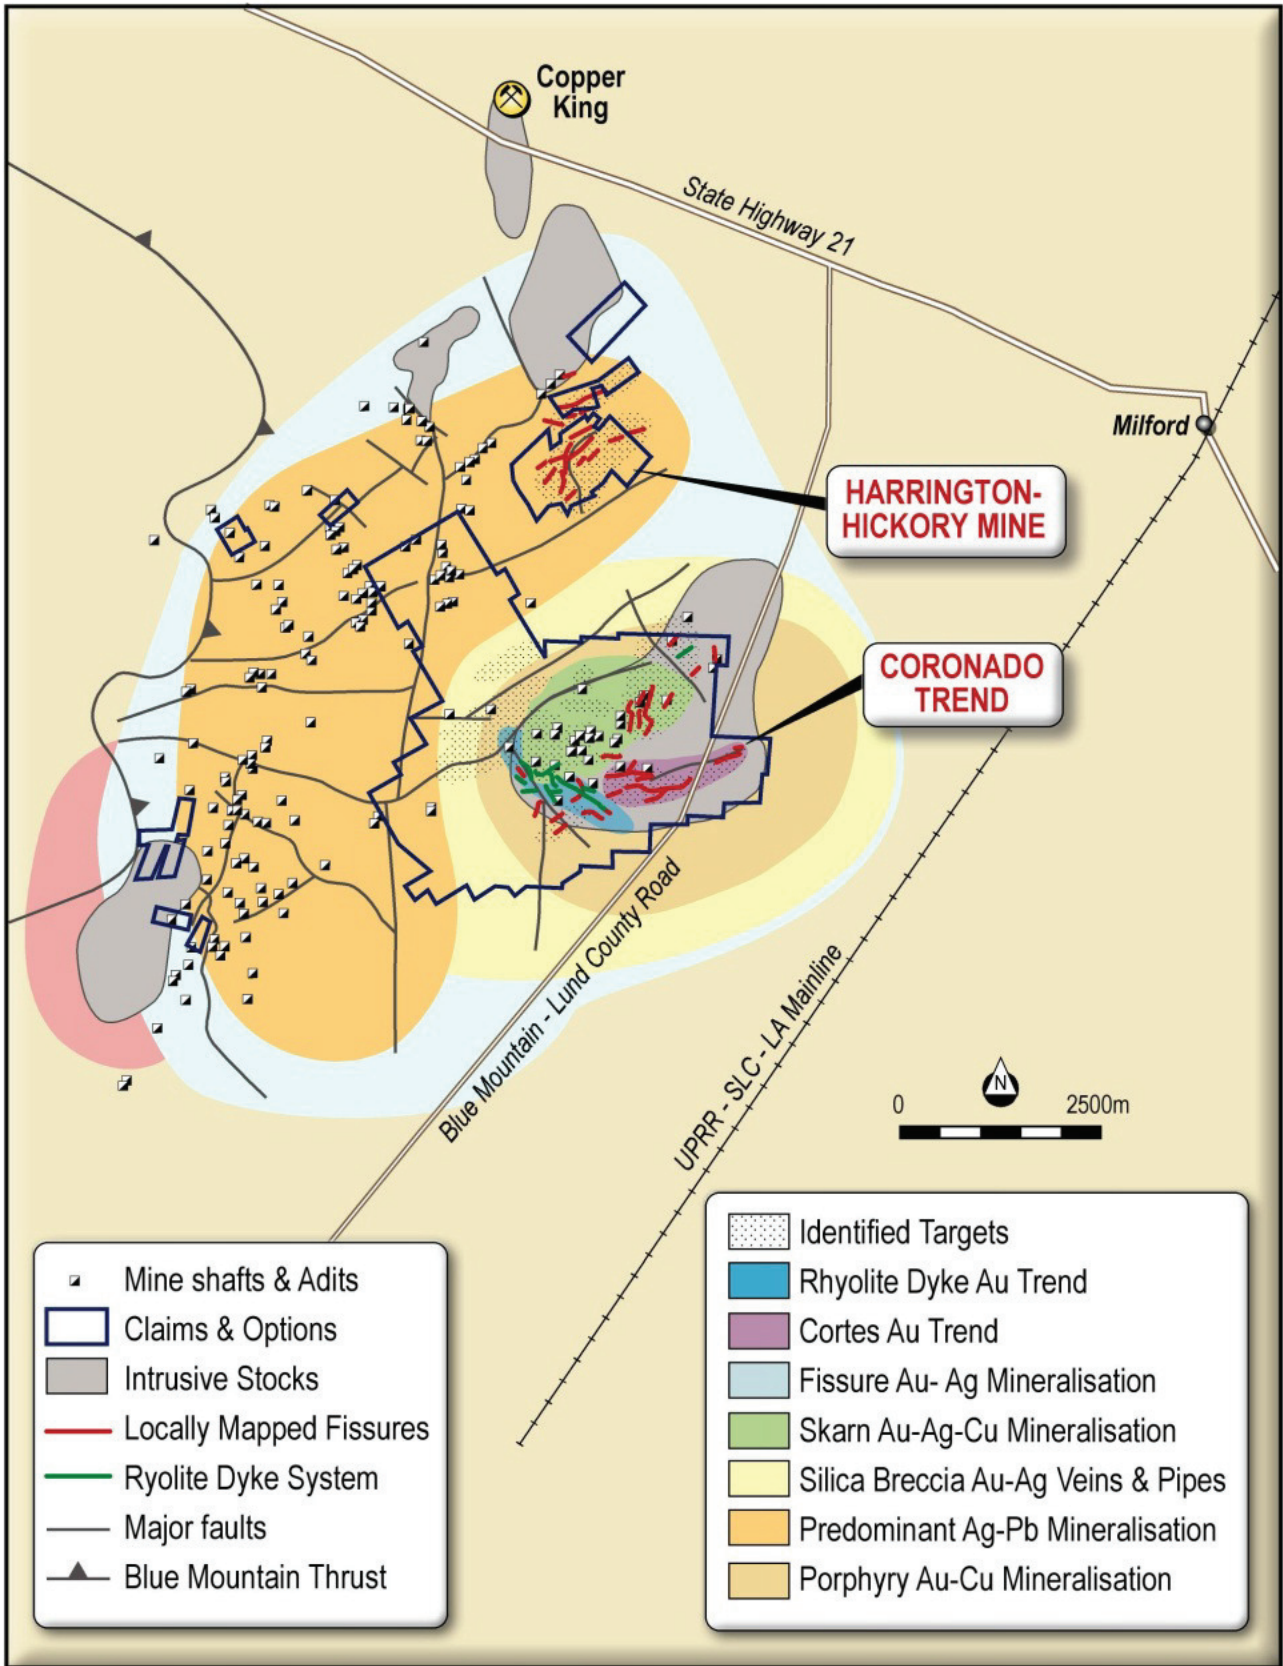 Copper
King
State Highway 21
Milford
HARRINGTON-
HICKORY MINE
CORONADO
TREND
Blue Mountain - Lund County Road
UPRR - SLC - LA Mainline
N
0 2500m
Mine shafts & Adits
Claims & Options
Intrusive Stocks
Locally Mapped Fissures
Ryolite Dyke System
Major faults
Blue Mountain Thrust
Identified Targets
Rhyolite Dyke Au Trend
Cortes Au Trend
Fissure Au- Ag Mineralisation
Skarn Au-Ag-Cu Mineralisation
Silica Breccia Au-Ag Veins & Pipes
Predominant Ag-Pb Mineralisation
Porphyry Au-Cu Mineralisation